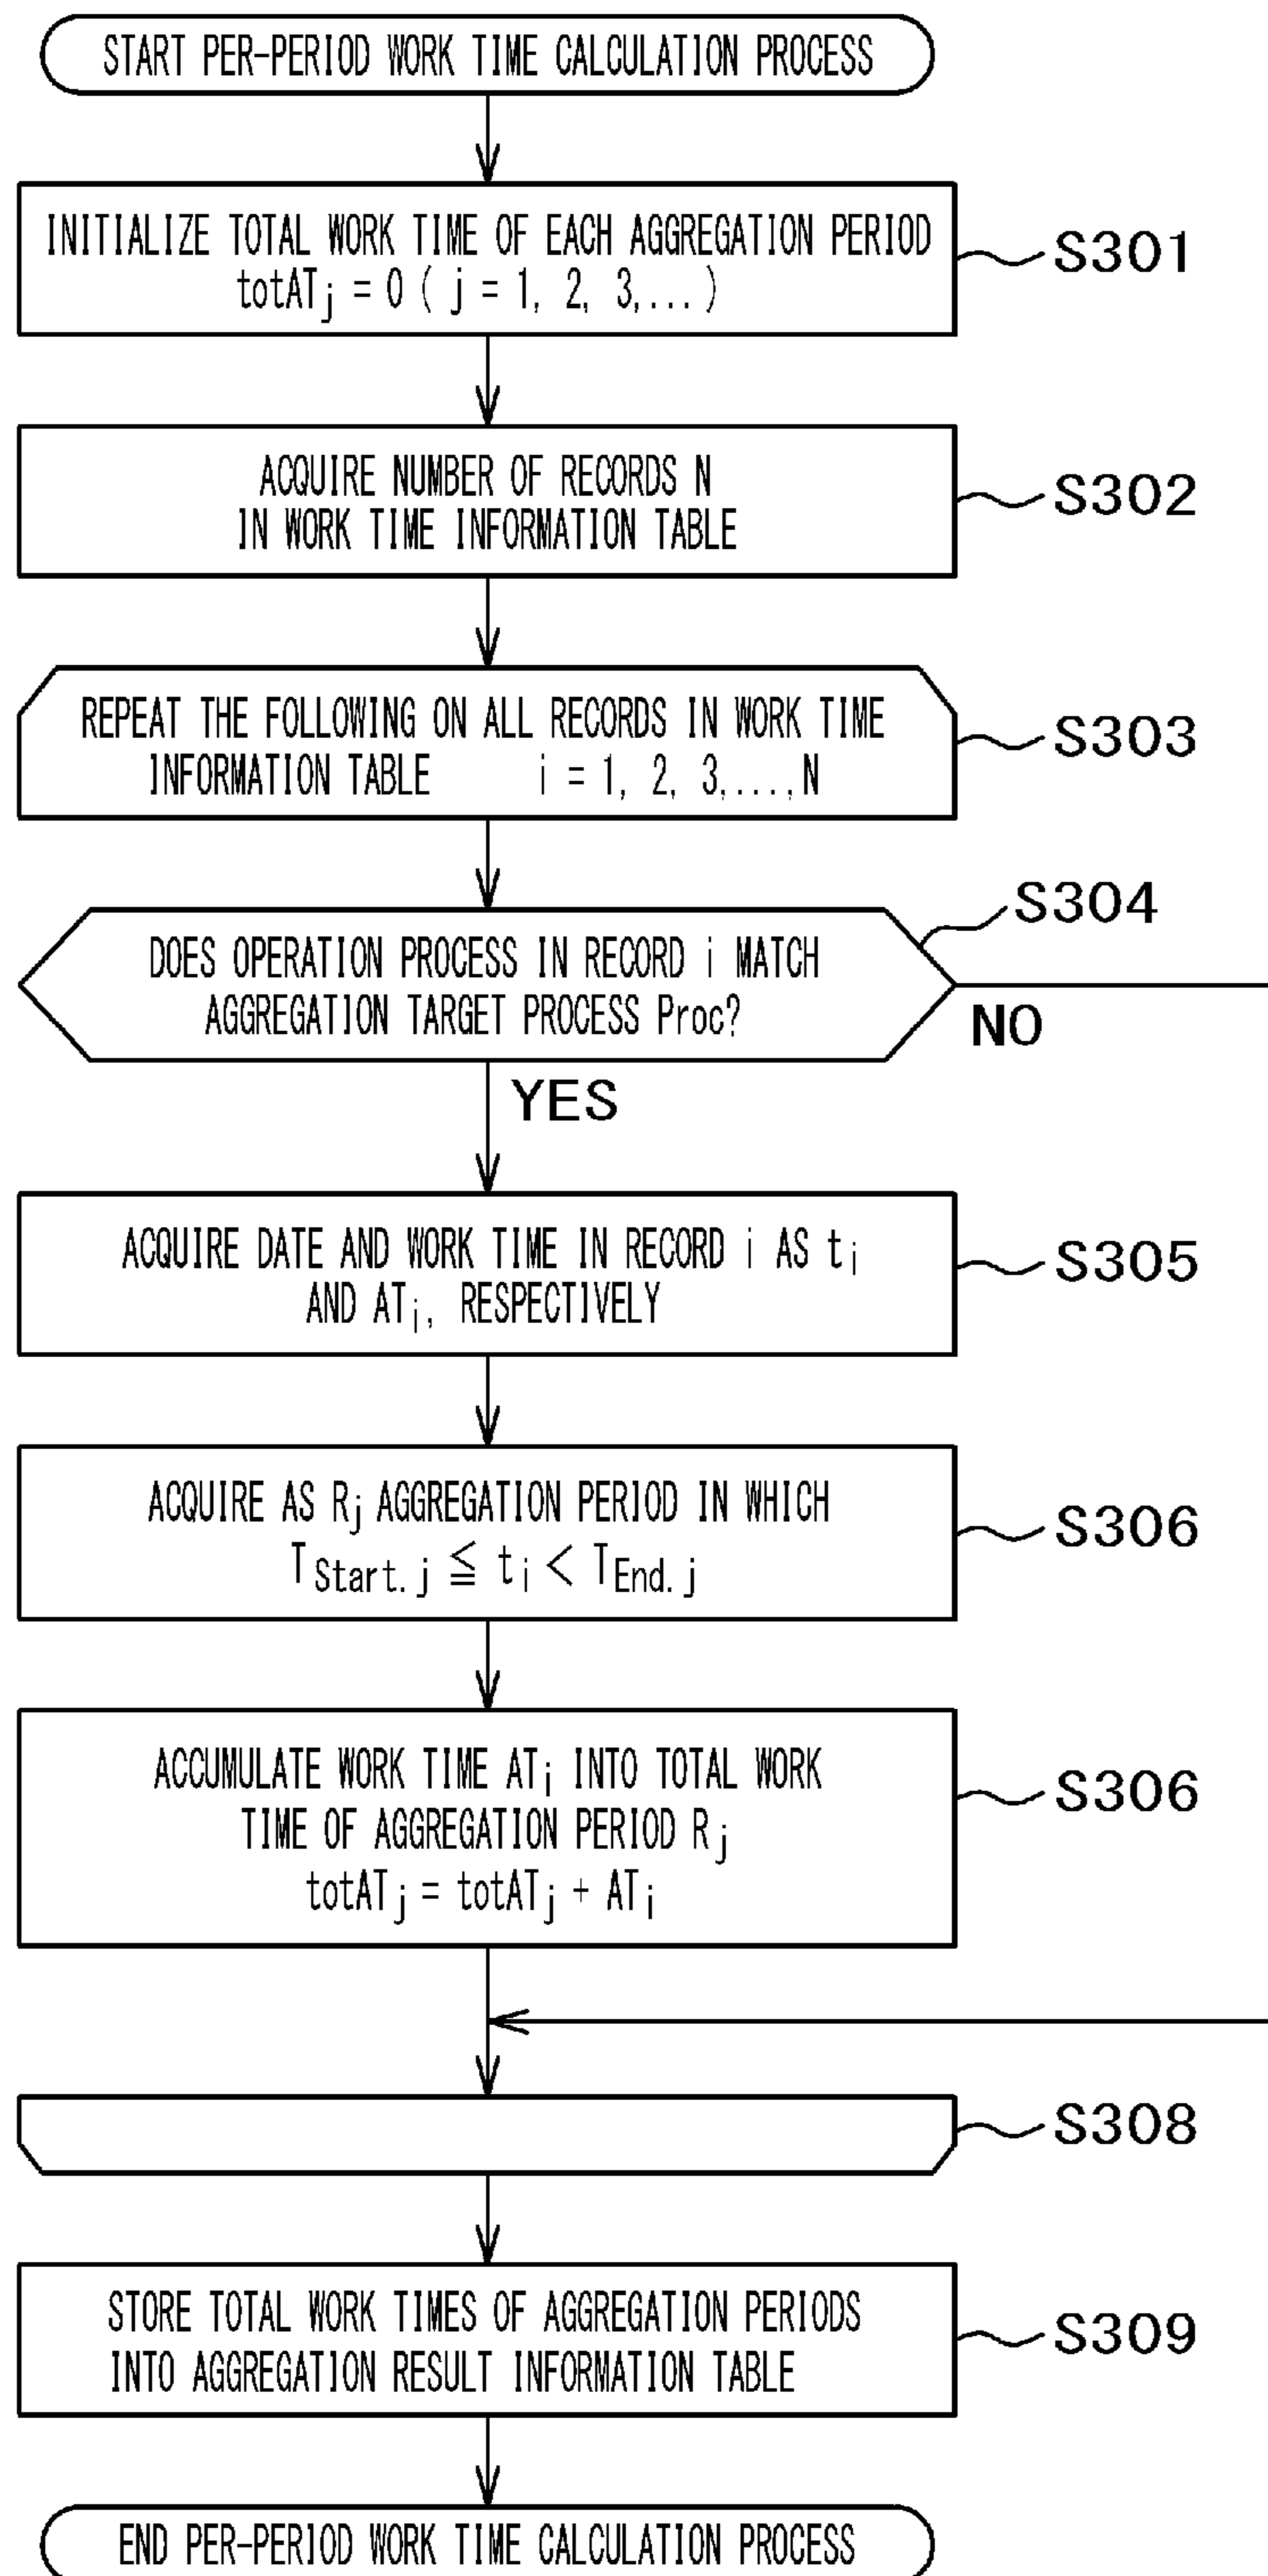 START PER-PERIOD WORK TIME CALCULATION PROCESS
INITIALIZE TOTAL WORK TIME OF EACH AGGREGATION PERIOD
totATj = 0 ( j = 1, 2, 3,... )
S301
ACQUIRE NUMBER OF RECORDS N
IN WORK TIME INFORMATION TABLE
S302
REPEAT THE FOLLOWING ON ALL RECORDS IN WORK TIME
INFORMATION TABLE i = 1, 2, 3,...,N
S303
S304
DOES OPERATION PROCESS IN RECORD i MATCH
AGGREGATION TARGET PROCESS Proc?
NO
YES
ACQUIRE DATE AND WORK TIME IN RECORD i AS ti
AND ATi, RESPECTIVELY
S305
ACQUIRE AS Rj AGGREGATION PERIOD IN WHICH
TStart.j ≦ ti < TEnd.j
S306
ACCUMULATE WORK TIME ATi INTO TOTAL WORK
TIME OF AGGREGATION PERIOD Rj
totATj = totATj + ATi
S306
S308
STORE TOTAL WORK TIMES OF AGGREGATION PERIODS
INTO AGGREGATION RESULT INFORMATION TABLE
S309
END PER-PERIOD WORK TIME CALCULATION PROCESS